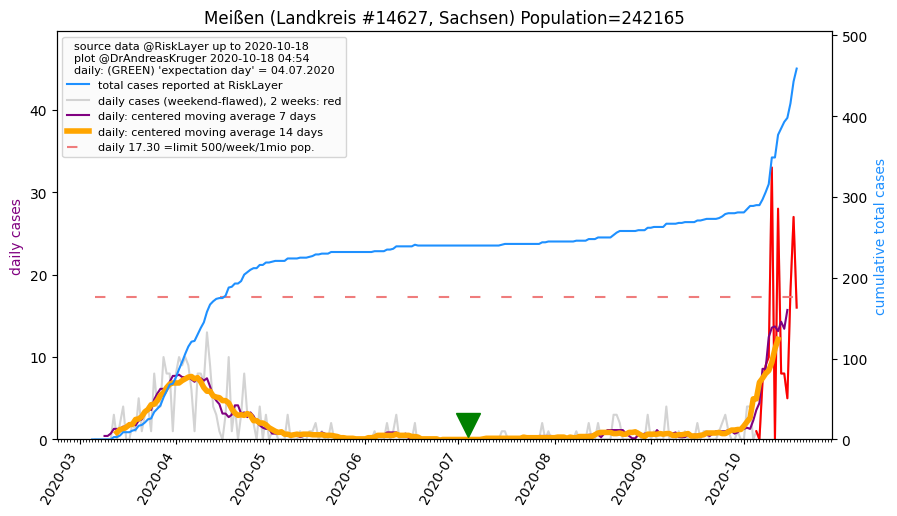 Meißen (Landkreis #14627, Sachsen) Population=242165
source data @RiskLayer up to 2020-10-18
plot @DrAndreasKruger 2020-10-18 04:54
daily: (GREEN) 'expectation day' = 04.07.2020
total cases reported at RiskLayer
daily cases (weekend-flawed), 2 weeks: red
daily: centered moving average 7 days
daily: centered moving average 14 days
daily 17.30 =limit 500/week/1mio pop.
daily cases
40
30
20
10
0
cumulative total cases
500
400
300
200
100
0
2020-03
2020-04
2020-05
2020-06
2020-07
2020-08
2020-09
2020-10